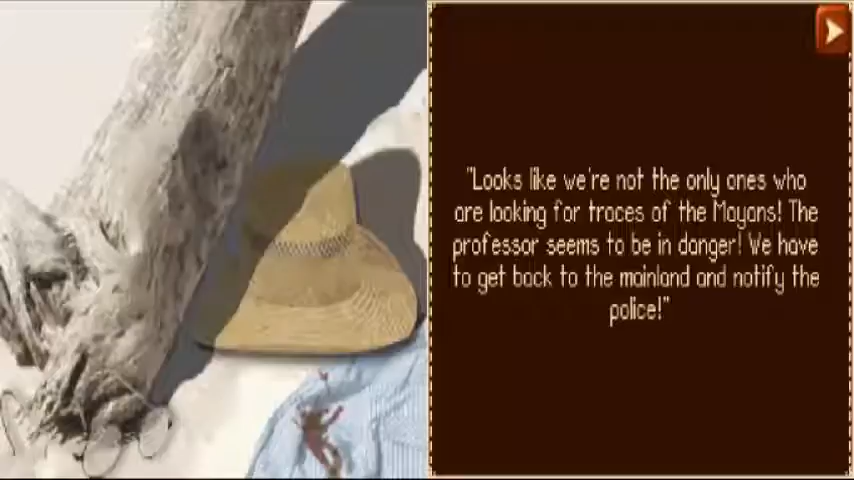 "Looks like we're not the only ones who
are looking for traces of the Mayans! The
professor seems to be in danger! We have
to get back to the mainland and notify the
police!"